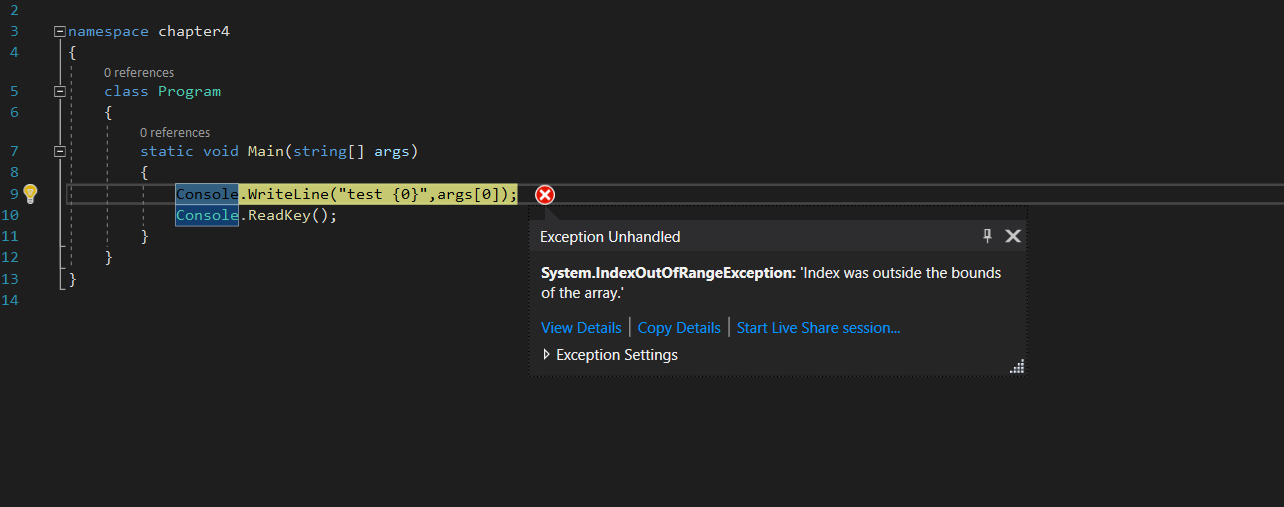 2
3 namespace chapter4
4 {
0 references
5 class Program
6 {
0 references
7 static void Main(string[] args)
8 {
9 Console.WriteLine("test {0}",args[0]);
10 Console.ReadKey();
11 }
12 }
13 }
14
Exception Unhandled
System.IndexOutOfRangeException: 'Index was outside the bounds
of the array.'
View Details | Copy Details | Start Live Share session...
Exception Settings